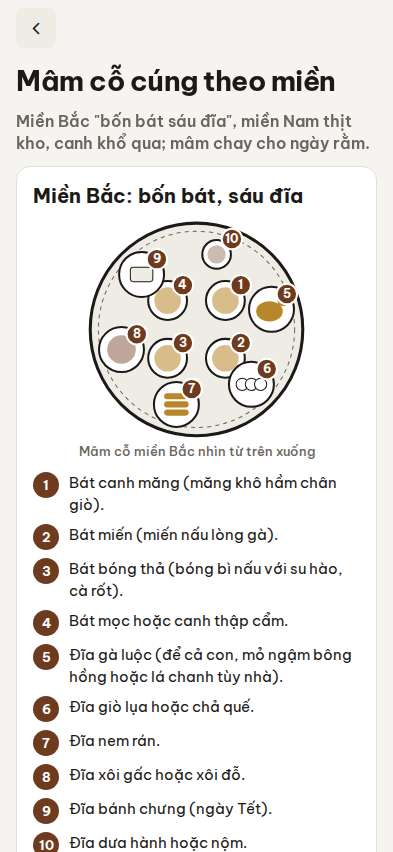 Mâm cỗ cúng theo miền
Miền Bắc "bốn bát sáu đĩa", miền Nam thịt
kho, canh khổ qua; mâm chay cho ngày rằm.
Miền Bắc: bốn bát, sáu đĩa
10
9
4
1
5
8
3
2
6
7
Mâm cỗ miền Bắc nhìn từ trên xuống
1 Bát canh măng (măng khô hầm chân
giò).
2 Bát miến (miến nấu lòng gà).
3 Bát bóng thả (bóng bì nấu với su hào,
cà rốt).
4 Bát mọc hoặc canh thập cẩm.
5 Đĩa gà luộc (để cả con, mỏ ngậm bông
hồng hoặc lá chanh tùy nhà).
6 Đĩa giò lụa hoặc chả quế.
7 Đĩa nem rán.
8 Đĩa xôi gấc hoặc xôi đỗ.
9 Đĩa bánh chưng (ngày Tết).
10 Đĩa dưa hành hoặc nộm.